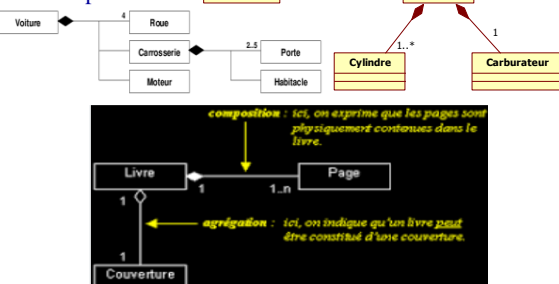 Voiture
4
Roue
Carrosserie
2..5
Porte
Moteur
Habitacle
1..*
1
Cylindre
Carburateur
composition : ici, on exprime que les pages sont
physiquement contenues dans le
livre.
Livre
1
1..n
Page
1
agrégation : ici, on indique qu'un livre peut
être constitué d'une couverture.
1
Couverture